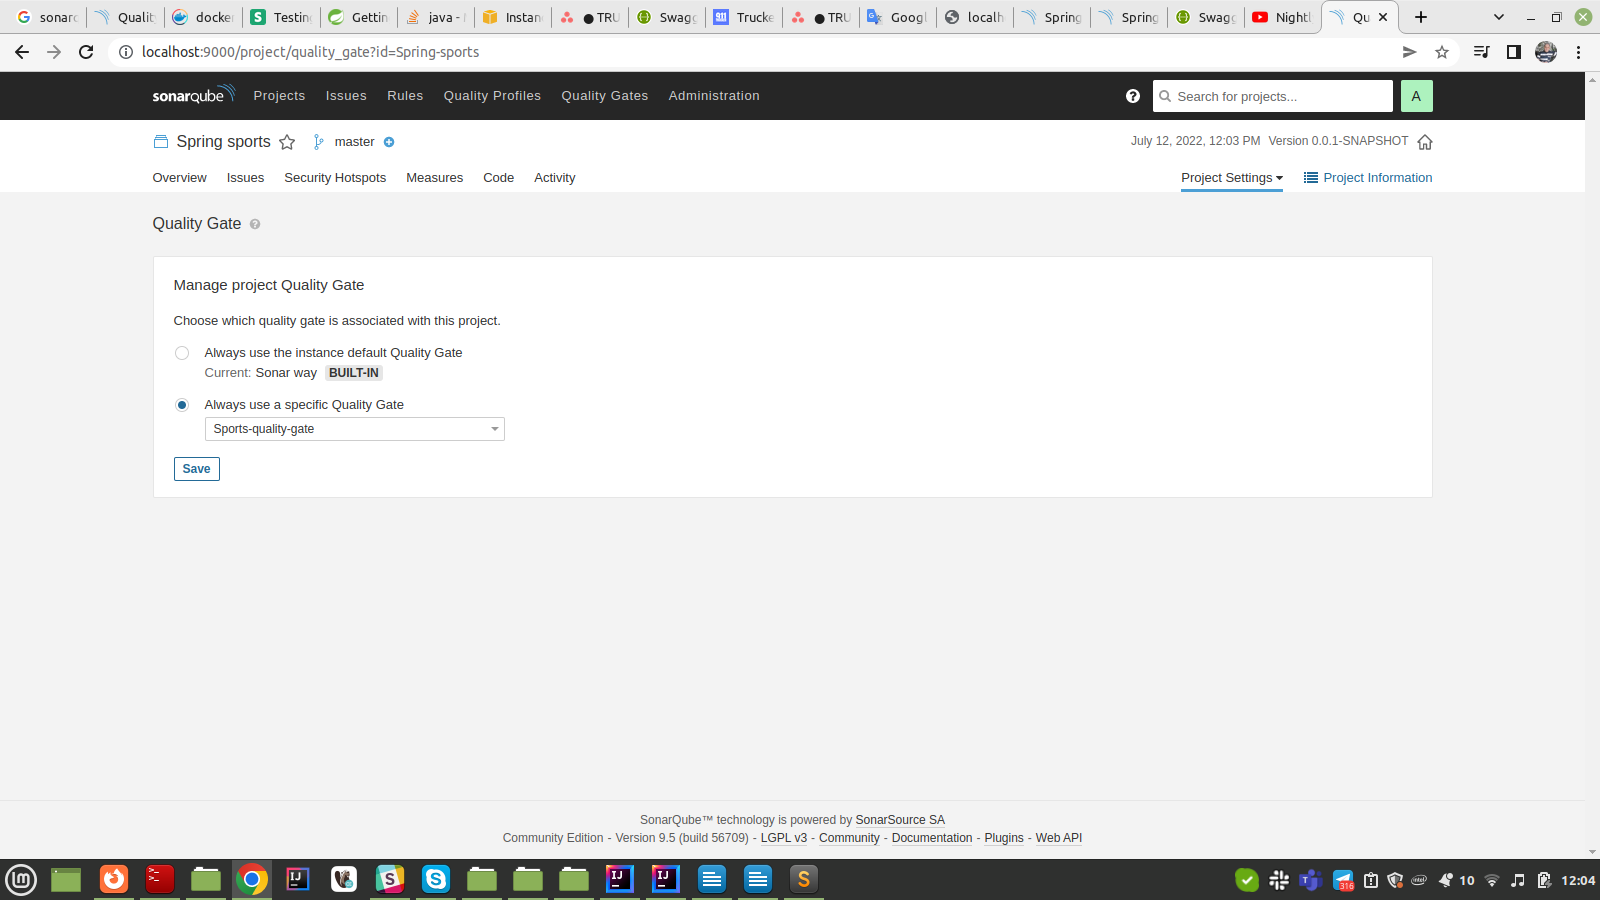 sonarc Quality docker Testing Gettin java - Instan TRU Swagg Trucke TRU Googl localh Spring Spring Swagg Nightl Qu
localhost:9000/project/quality_gate?id=Spring-sports
sonarqube Projects Issues Rules Quality Profiles Quality Gates Administration Search for projects... A
Spring sports master July 12, 2022, 12:03 PM Version 0.0.1-SNAPSHOT
Overview Issues Security Hotspots Measures Code Activity Project Settings Project Information
Quality Gate
Manage project Quality Gate
Choose which quality gate is associated with this project.
Always use the instance default Quality Gate
Current: Sonar way BUILT-IN
Always use a specific Quality Gate
Sports-quality-gate
Save
SonarQube™ technology is powered by SonarSource SA
Community Edition - Version 9.5 (build 56709) - LGPL v3 - Community - Documentation - Plugins - Web API
316 10 12:04